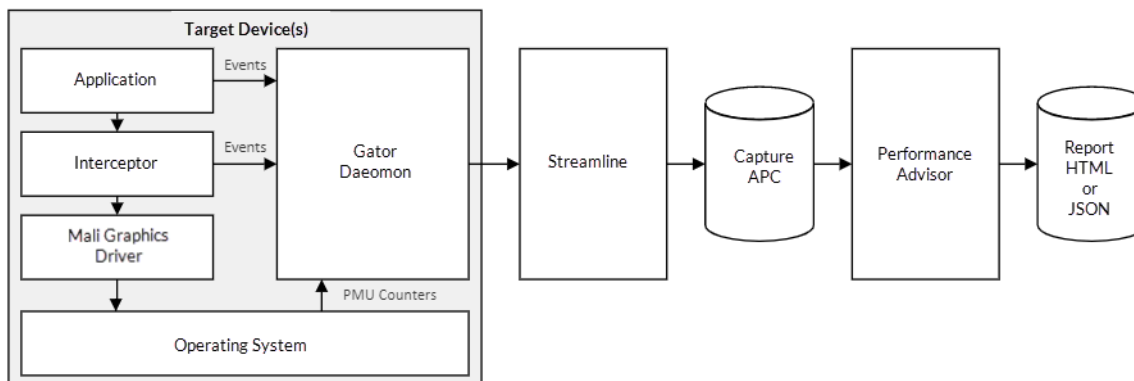 Target Device(s)
Application
Events
Interceptor
Events
Mali Graphics
Driver
Gator
Daeomon
PMU Counters
Operating System
Streamline
Capture
APC
Performance
Advisor
Report
HTML
or
JSON